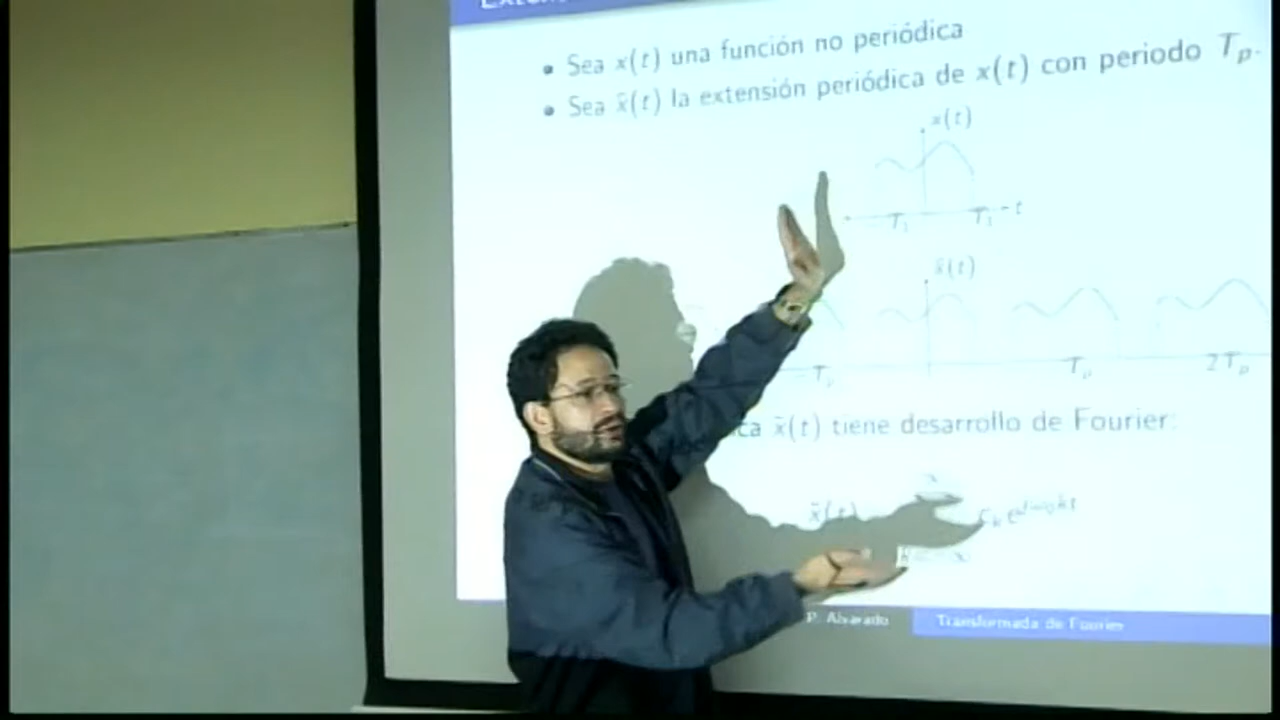 • Sea x(t) una función no periódica
• Sea x̃(t) la extensión periódica de x(t) con periodo Tₚ.
x(t)
T₁ T₁ t
x̃(t)
−Tₚ Tₚ 2Tₚ
x̃(t) tiene desarrollo de Fourier:
x̃(t)
P. Alvarado Transformada de Fourier